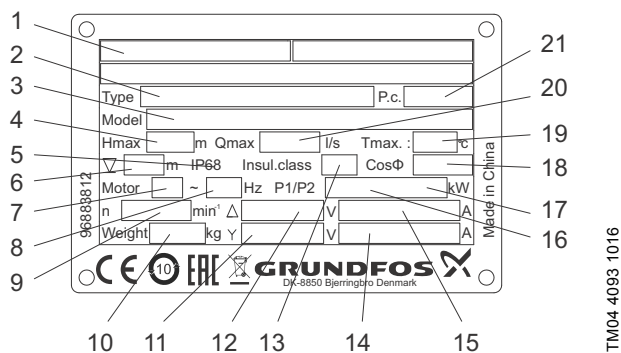 1
2
3
4
5
6
7
8
9
10
11
12
13
14
15
16
17
18
19
20
21
Type P.c.
Model
Hmax m Qmax l/s Tmax. : °C
▽ m IP68 Insul.class CosΦ
Motor ~ Hz P1/P2 kW
n min⁻¹ △ V A
Weight kg Y V A
96883812
Made in China
CE 101 EAC GRUNDFOS X
DK-8850 Bjerringbro Denmark
TM04 4093 1016